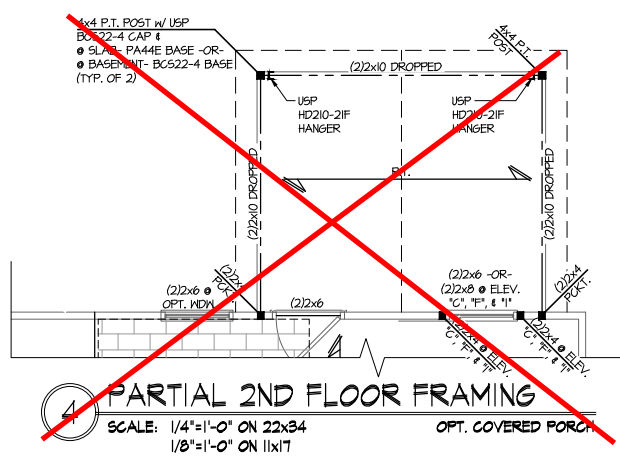 4x4 P.T. POST w/ USP
BCS22-4 CAP &
@ SLAB- PA44E BASE -OR-
@ BASEMENT- BCS22-4 BASE
(TYP. OF 2)
4x4 P.T.
POST
(2)2x10 DROPPED
USP
HD210-2IF
HANGER
USP
HD210-2IF
HANGER
(2)2x10 DROPPED
(2)2x10 DROPPED
P.T.
(2)2x4
PCKT.
(2)2x6 @
OPT. WDW.
(2)2x6
(2)2x6 -OR-
(2)2x8 @ ELEV.
"C", "F", & "I"
(2)2x4
PCKT.
(2)2x4 @ ELEV.
"C", "F", & "I"
(2)2x4 @ ELEV.
"C", "F", & "I"
4
PARTIAL 2ND FLOOR FRAMING
SCALE: 1/4"=1'-0" ON 22x34
OPT. COVERED PORCH
1/8"=1'-0" ON 11x17